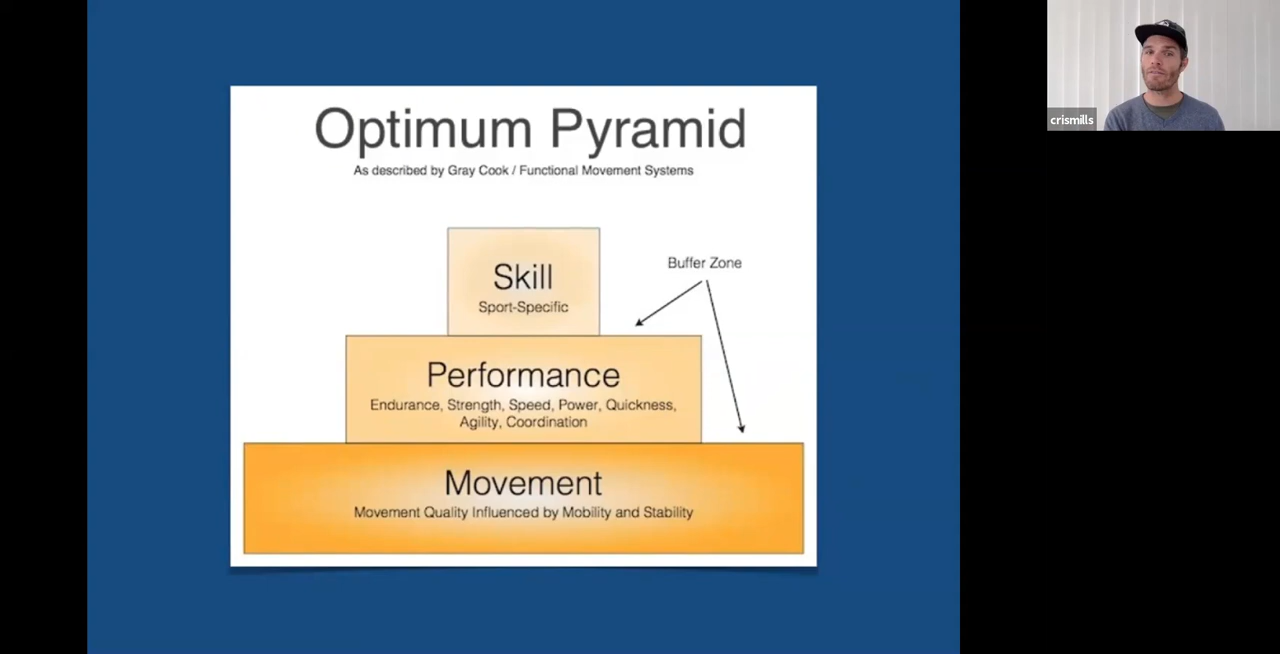 Optimum Pyramid
As described by Gray Cook / Functional Movement Systems
Skill
Sport-Specific
Buffer Zone
Performance
Endurance, Strength, Speed, Power, Quickness,
Agility, Coordination
Movement
Movement Quality Influenced by Mobility and Stability
crismills